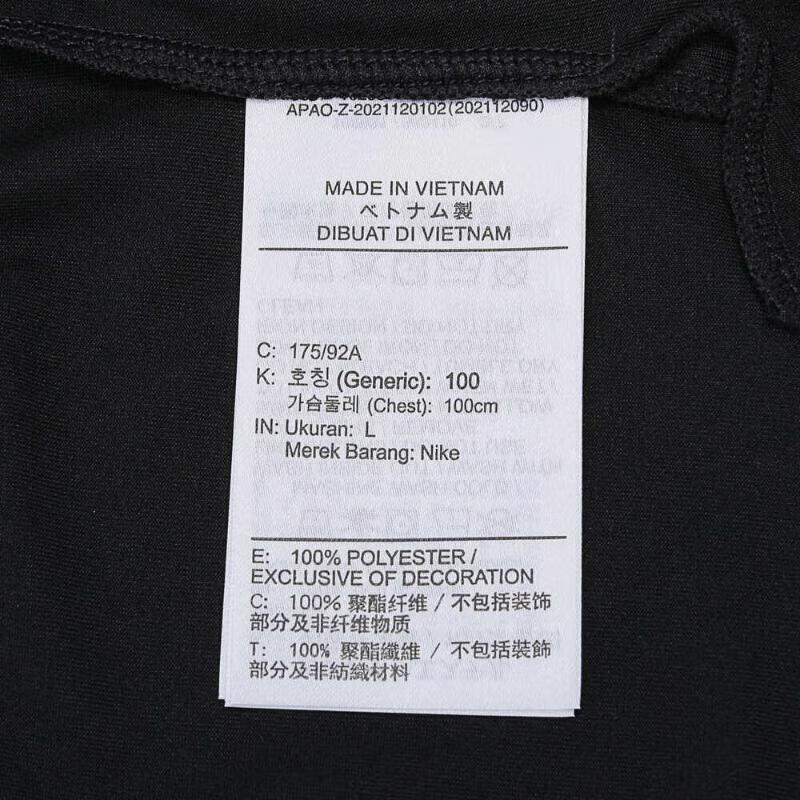 APAO-Z-2021120102(202112090)
MADE IN VIETNAM
ベトナム製
DIBUAT DI VIETNAM
C: 175/92A
K: 호칭 (Generic): 100
가슴둘레 (Chest): 100cm
IN: Ukuran: L
Merek Barang: Nike
E: 100% POLYESTER /
EXCLUSIVE OF DECORATION
C: 100% 聚酯纤维 / 不包括装饰
部分及非纤维物质
T: 100% 聚酯纖維 / 不包括裝飾
部分及非紡織材料